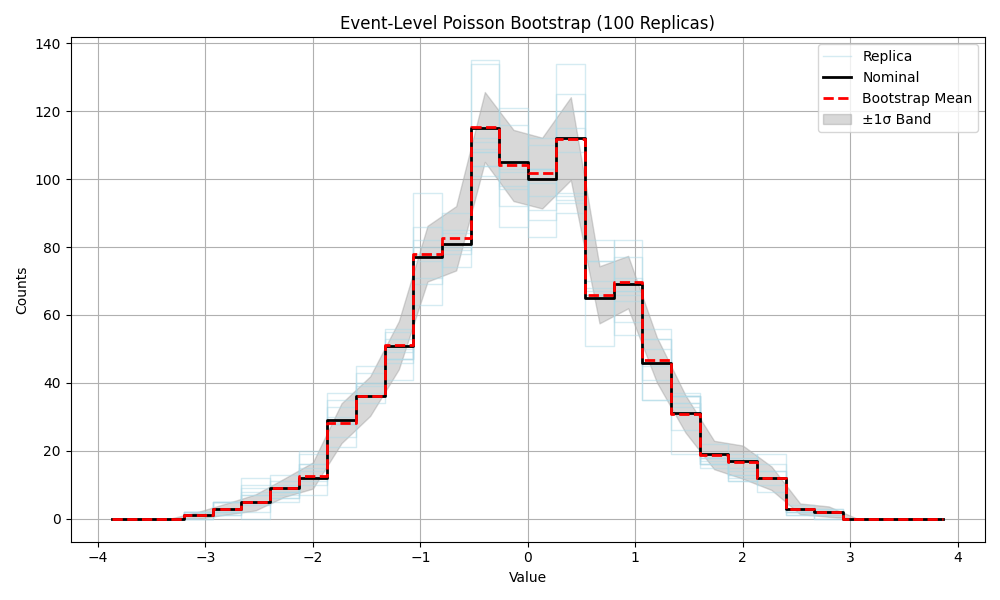 Event-Level Poisson Bootstrap (100 Replicas)
Replica
Nominal
Bootstrap Mean
±1σ Band
Counts
140
120
100
80
60
40
20
0
−4
−3
−2
−1
0
1
2
3
4
Value